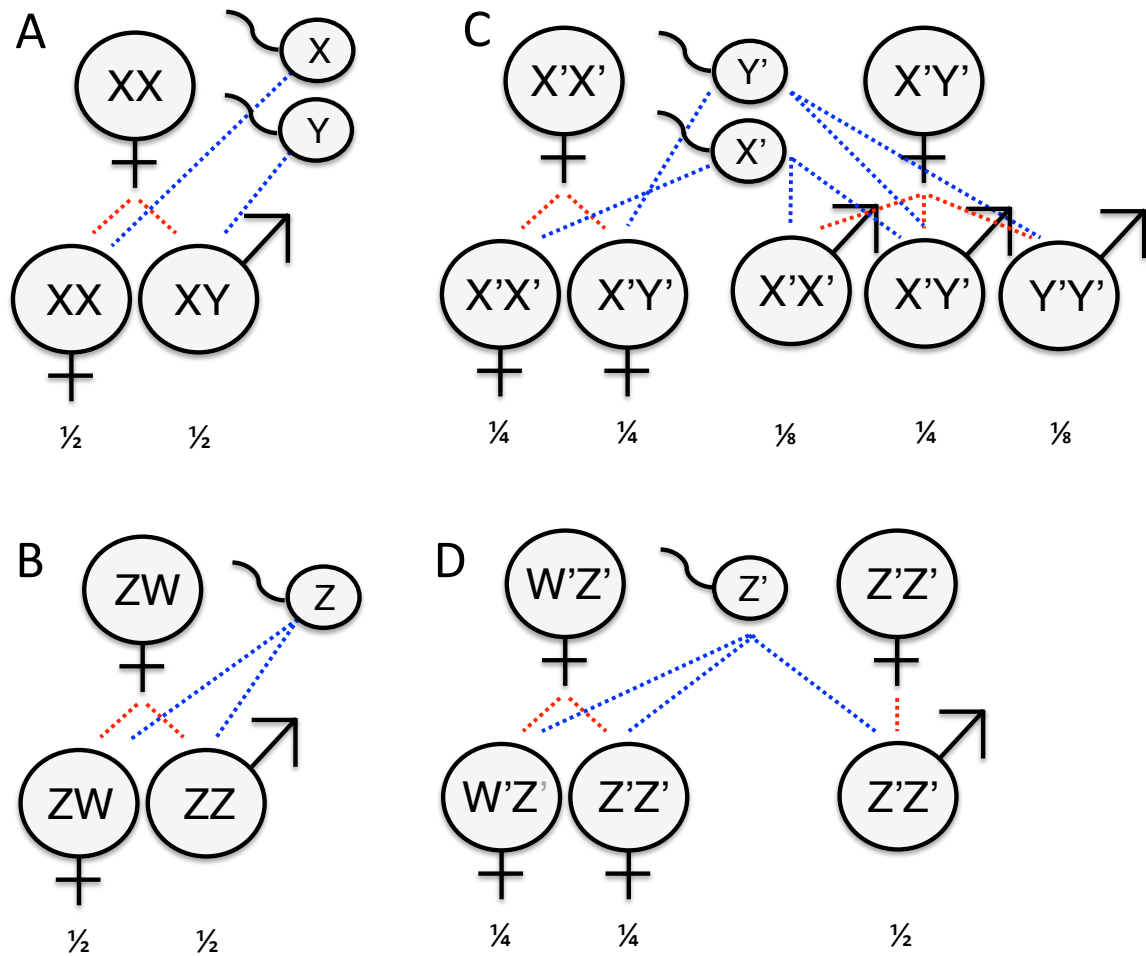 A
XX
X
Y
XX
XY
½
½
C
X'X'
Y'
X'
X'Y'
X'X'
X'Y'
X'X'
X'Y'
Y'Y'
¼
¼
⅛
¼
⅛
B
ZW
Z
ZW
ZZ
½
½
D
W'Z'
Z'
Z'Z'
W'Z'
Z'Z'
Z'Z'
¼
¼
½